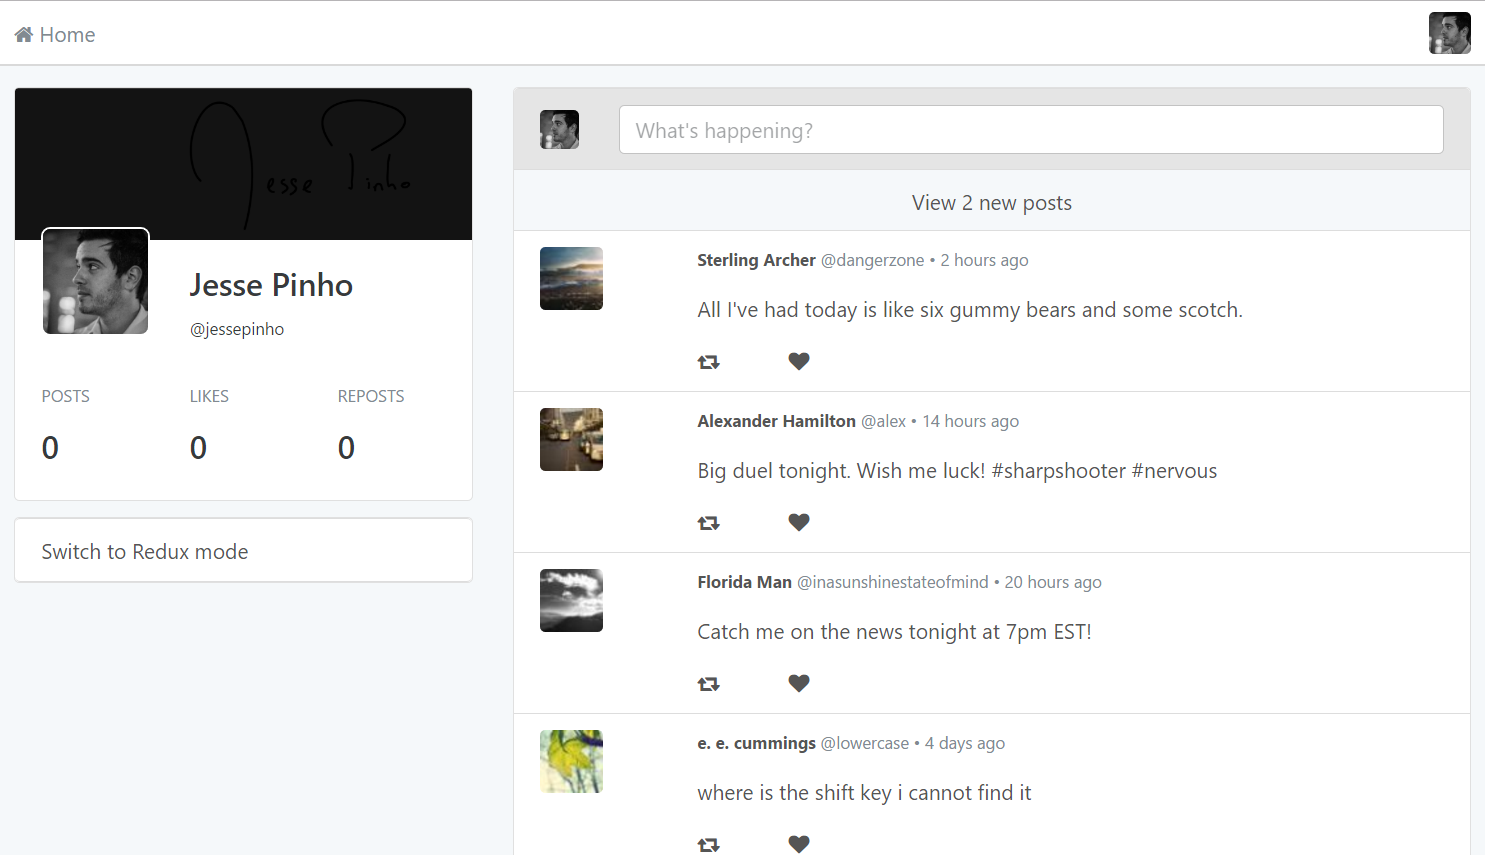 Home
Jesse Pinho
Jesse Pinho
@jessepinho
POSTS LIKES REPOSTS
0 0 0
Switch to Redux mode
What's happening?
View 2 new posts
Sterling Archer @dangerzone • 2 hours ago
All I've had today is like six gummy bears and some scotch.
Alexander Hamilton @alex • 14 hours ago
Big duel tonight. Wish me luck! #sharpshooter #nervous
Florida Man @inasunshinestateofmind • 20 hours ago
Catch me on the news tonight at 7pm EST!
e. e. cummings @lowercase • 4 days ago
where is the shift key i cannot find it